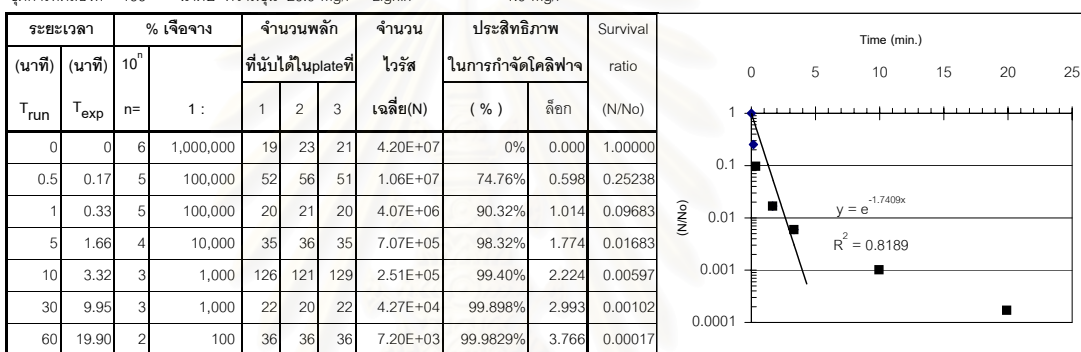 ระยะเวลา % เจือจาง จำนวนพลัก จำนวน ประสิทธิภาพ Survival
(นาที) (นาที) 10^n ที่นับได้ในplateที่ ไวรัส ในการกำจัดโคลิฟาจ ratio
T_run T_exp n= 1 : 1 2 3 เฉลี่ย(N) ( % ) ล็อก (N/No)
0 0 6 1,000,000 19 23 21 4.20E+07 0% 0.000 1.00000
0.5 0.17 5 100,000 52 56 51 1.06E+07 74.76% 0.598 0.25238
1 0.33 5 100,000 20 21 20 4.07E+06 90.32% 1.014 0.09683
5 1.66 4 10,000 35 36 35 7.07E+05 98.32% 1.774 0.01683
10 3.32 3 1,000 126 121 129 2.51E+05 99.40% 2.224 0.00597
30 9.95 3 1,000 22 20 22 4.27E+04 99.898% 2.993 0.00102
60 19.90 2 100 36 36 36 7.20E+03 99.9829% 3.766 0.00017
Time (min.)
0 5 10 15 20 25
1
0.1
0.01
0.001
0.0001
(N/No)
y = e^-1.7409x
R^2 = 0.8189